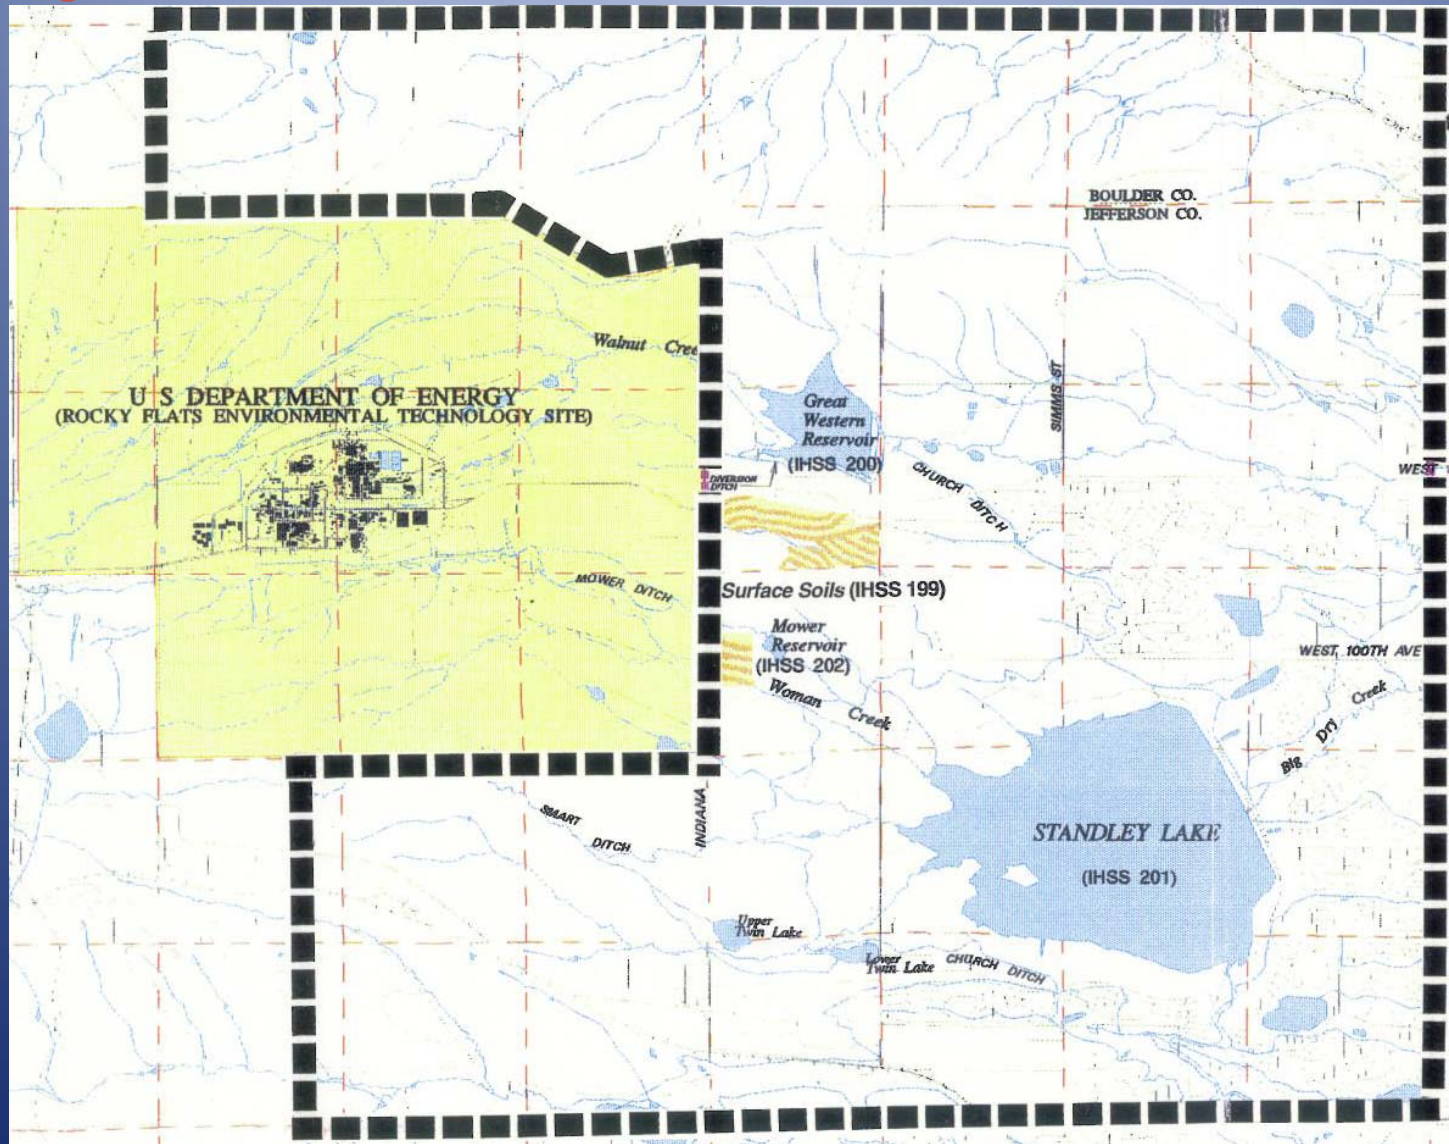 BOULDER CO.
JEFFERSON CO.
Walnut Cree
U S DEPARTMENT OF ENERGY
(ROCKY FLATS ENVIRONMENTAL TECHNOLOGY SITE)
SIMMS ST
Great
Western
Reservoir
(IHSS 200)
DIVERSION
DITCH
CHURCH DITCH
WEST
MOWER DITCH
Surface Soils (IHSS 199)
Mower
Reservoir
(IHSS 202)
Woman Creek
WEST 100TH AVE
Big Dry Creek
INDIANA
SMART DITCH
STANDLEY LAKE
(IHSS 201)
Upper
Twin Lake
Lower
Twin Lake
CHURCH DITCH